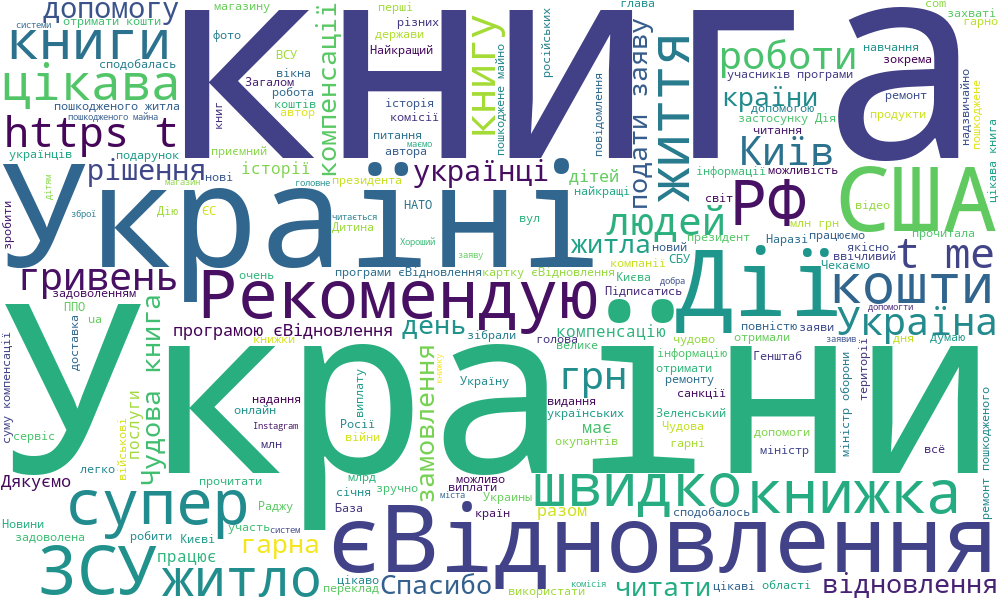 допомогу
системи
отримати кошти
магазину
перші
глава
com
захваті
книги
фото
компенсації
Книга
різних
держави
російських
гарно
цікава
сподобалась
ВСУ
Найкращий
книгу
майно
подати заяву
життя
роботи
навчання
зокрема
вікна
Загалом
робота
учасників програми
надзвичайно
пошкодженого житла
пошкодженого майна
книг
коштів
автор
історія
комісії
пошкоджене
повідомлення
країни
допомогою
ремонт
продукти
пошкоджене
https t
застосунку Дія
українців
подарунок
приємний
питання
автора
маємо
читання
Київ
цікава книга
рішення
нові
історії
головне
президента
українці
дітей
найкращі
інформації
можливість
дітям
магазин
Україні
зброї
Дію
ЄС
читається
Дитина
НАТО
Хороший
заяву
вул
людей
світ
РФ
США
відео
зробити
житла
новий
президент
млн грн
Наразі
працюємо
якісно
ввічливий
прочитала
t me
гривень
задоволенням
очень
програми єВідновлення
картку єВідновлення
компанії
Києва
СБУ
добра
Підписатись
Дії
Чекаємо
кошти
допомогти
ППО
ua
Рекомендую
програмою єВідновлення
день
зібрали
голова
компенсацію
велике
чудово
інформацію
повністю
отримали
заяви
заявив
Україна
дня
думаю
доставка
суму компенсації
книга
Чудова
книжки
України
замовлення
книжку
Україну
грн
видання
українських
отримати
ремонту
санкції
Генштаб
міністр оборони
території
надання
онлайн
Instagram
млн
виплату
Росії
війни
має
окупантів
Зеленський
Чудова
гарні
допомоги
міністр
всё
сервіс
послуги
військові
легко
Дякуємо
прочитати
млрд
січня
База
зручно
можливо
виплати
країн
Украины
швидко
разом
сподобалось
книжка
ремонт пошкодженого
супер
Раджу
участь
систем
Новини
задоволена
робити
Києві
гарна
єВідновлення
ЗСУ
працює
житло
цікаво
переклад
Спасибо
використати
комісія
читати
цікаві
області
відновлення
міста